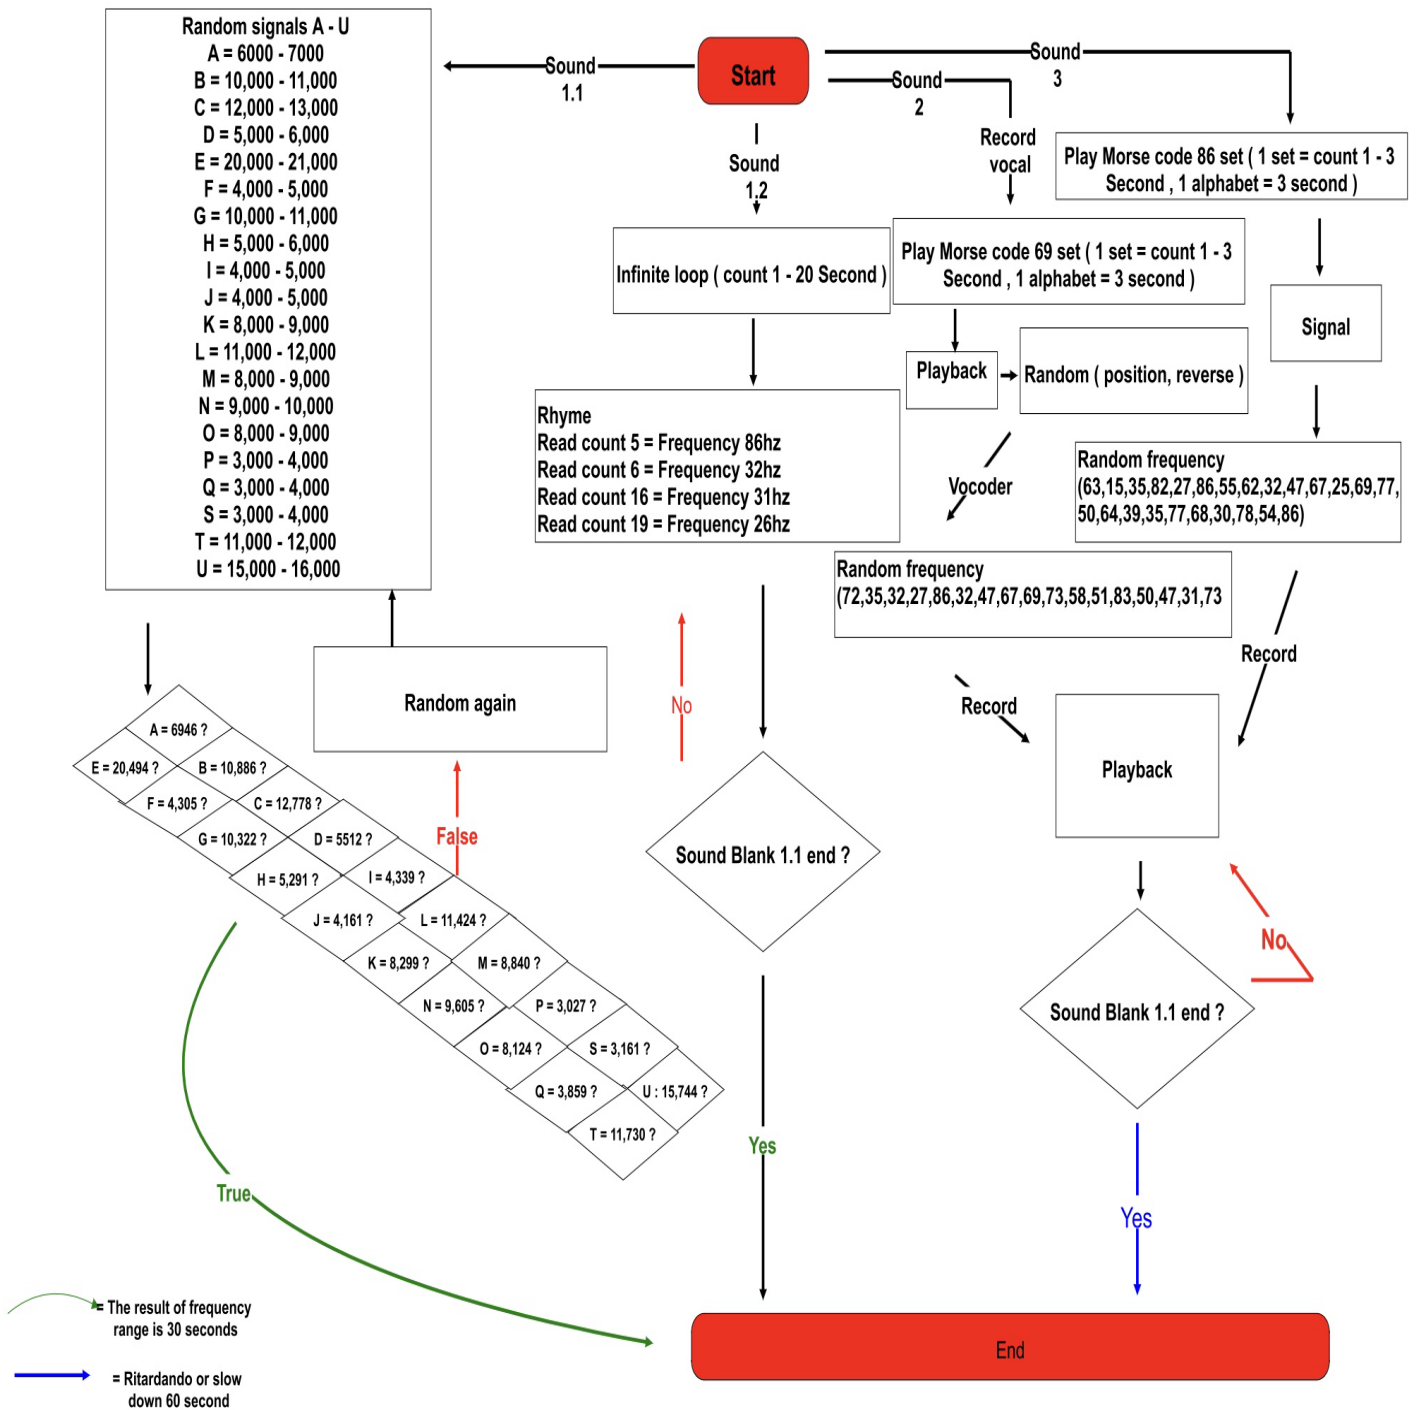 Random signals A - U
A = 6000 - 7000
B = 10,000 - 11,000
C = 12,000 - 13,000
D = 5,000 - 6,000
E = 20,000 - 21,000
F = 4,000 - 5,000
G = 10,000 - 11,000
H = 5,000 - 6,000
I = 4,000 - 5,000
J = 4,000 - 5,000
K = 8,000 - 9,000
L = 11,000 - 12,000
M = 8,000 - 9,000
N = 9,000 - 10,000
O = 8,000 - 9,000
P = 3,000 - 4,000
Q = 3,000 - 4,000
S = 3,000 - 4,000
T = 11,000 - 12,000
U = 15,000 - 16,000
Sound
1.1
Start
Sound
1.2
Sound
2
Sound
3
Record
vocal
Play Morse code 86 set ( 1 set = count 1 - 3
Second , 1 alphabet = 3 second )
Infinite loop ( count 1 - 20 Second )
Play Morse code 69 set ( 1 set = count 1 - 3
Second , 1 alphabet = 3 second )
Signal
Playback
Random ( position, reverse )
Rhyme
Read count 5 = Frequency 86hz
Read count 6 = Frequency 32hz
Read count 16 = Frequency 31hz
Read count 19 = Frequency 26hz
Vocoder
Random frequency
(63,15,35,82,27,86,55,62,32,47,67,25,69,77,
50,64,39,35,77,68,30,78,54,86)
Random frequency
(72,35,32,27,86,32,47,67,69,73,58,51,83,50,47,31,73
Record
Record
Random again
No
Playback
False
A = 6946 ?
E = 20,494 ?
B = 10,886 ?
F = 4,305 ?
C = 12,778 ?
G = 10,322 ?
D = 5512 ?
H = 5,291 ?
I = 4,339 ?
J = 4,161 ?
L = 11,424 ?
K = 8,299 ?
M = 8,840 ?
N = 9,605 ?
P = 3,027 ?
O = 8,124 ?
S = 3,161 ?
Q = 3,859 ?
U : 15,744 ?
T = 11,730 ?
Sound Blank 1.1 end ?
No
Sound Blank 1.1 end ?
True
Yes
Yes
= The result of frequency
range is 30 seconds
= Ritardando or slow
down 60 second
End